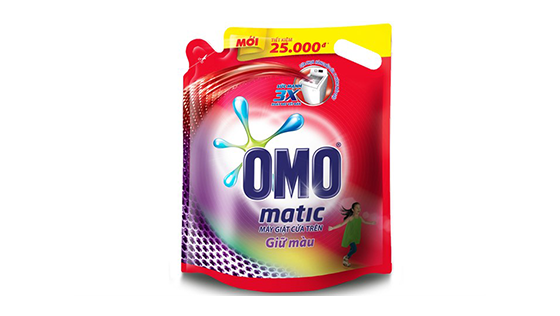 MỚI TIẾT KIỆM
25.000đ
3X
OMO®
matic
MÁY GIẶT CỬA TRÊN
Giữ màu